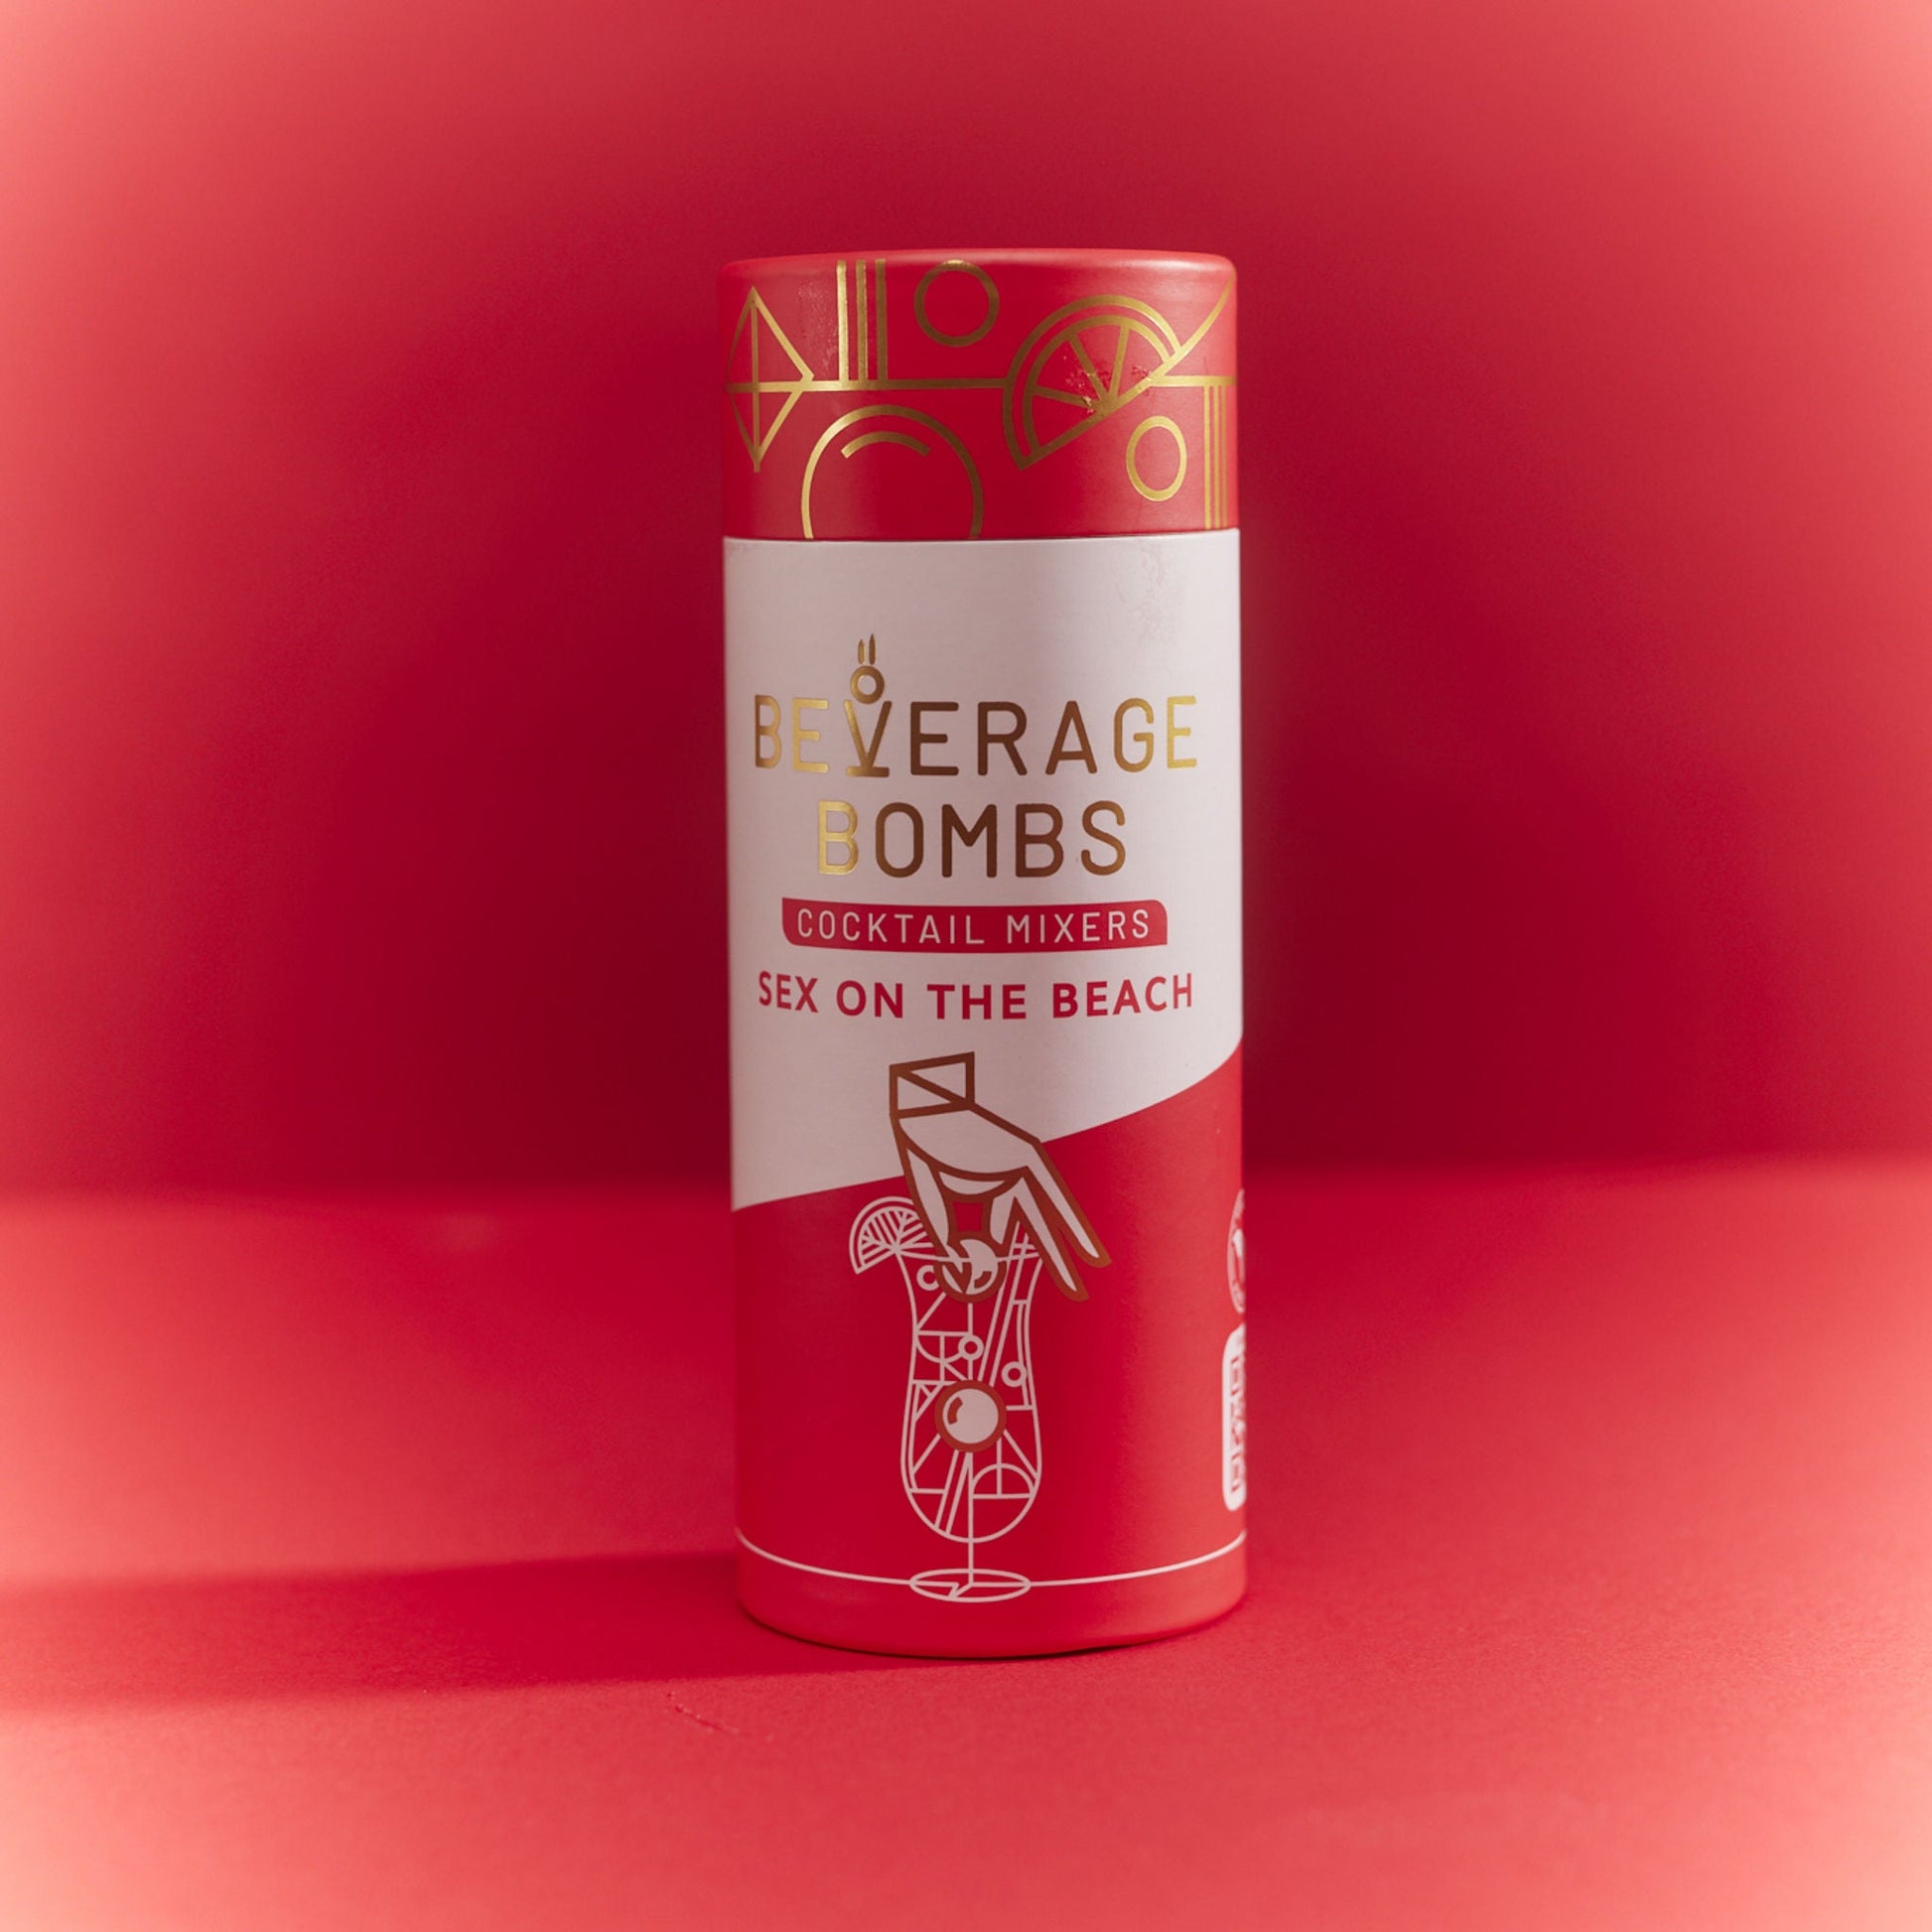 BEVERAGE
BOMBS
COCKTAIL MIXERS
SEX ON THE BEACH